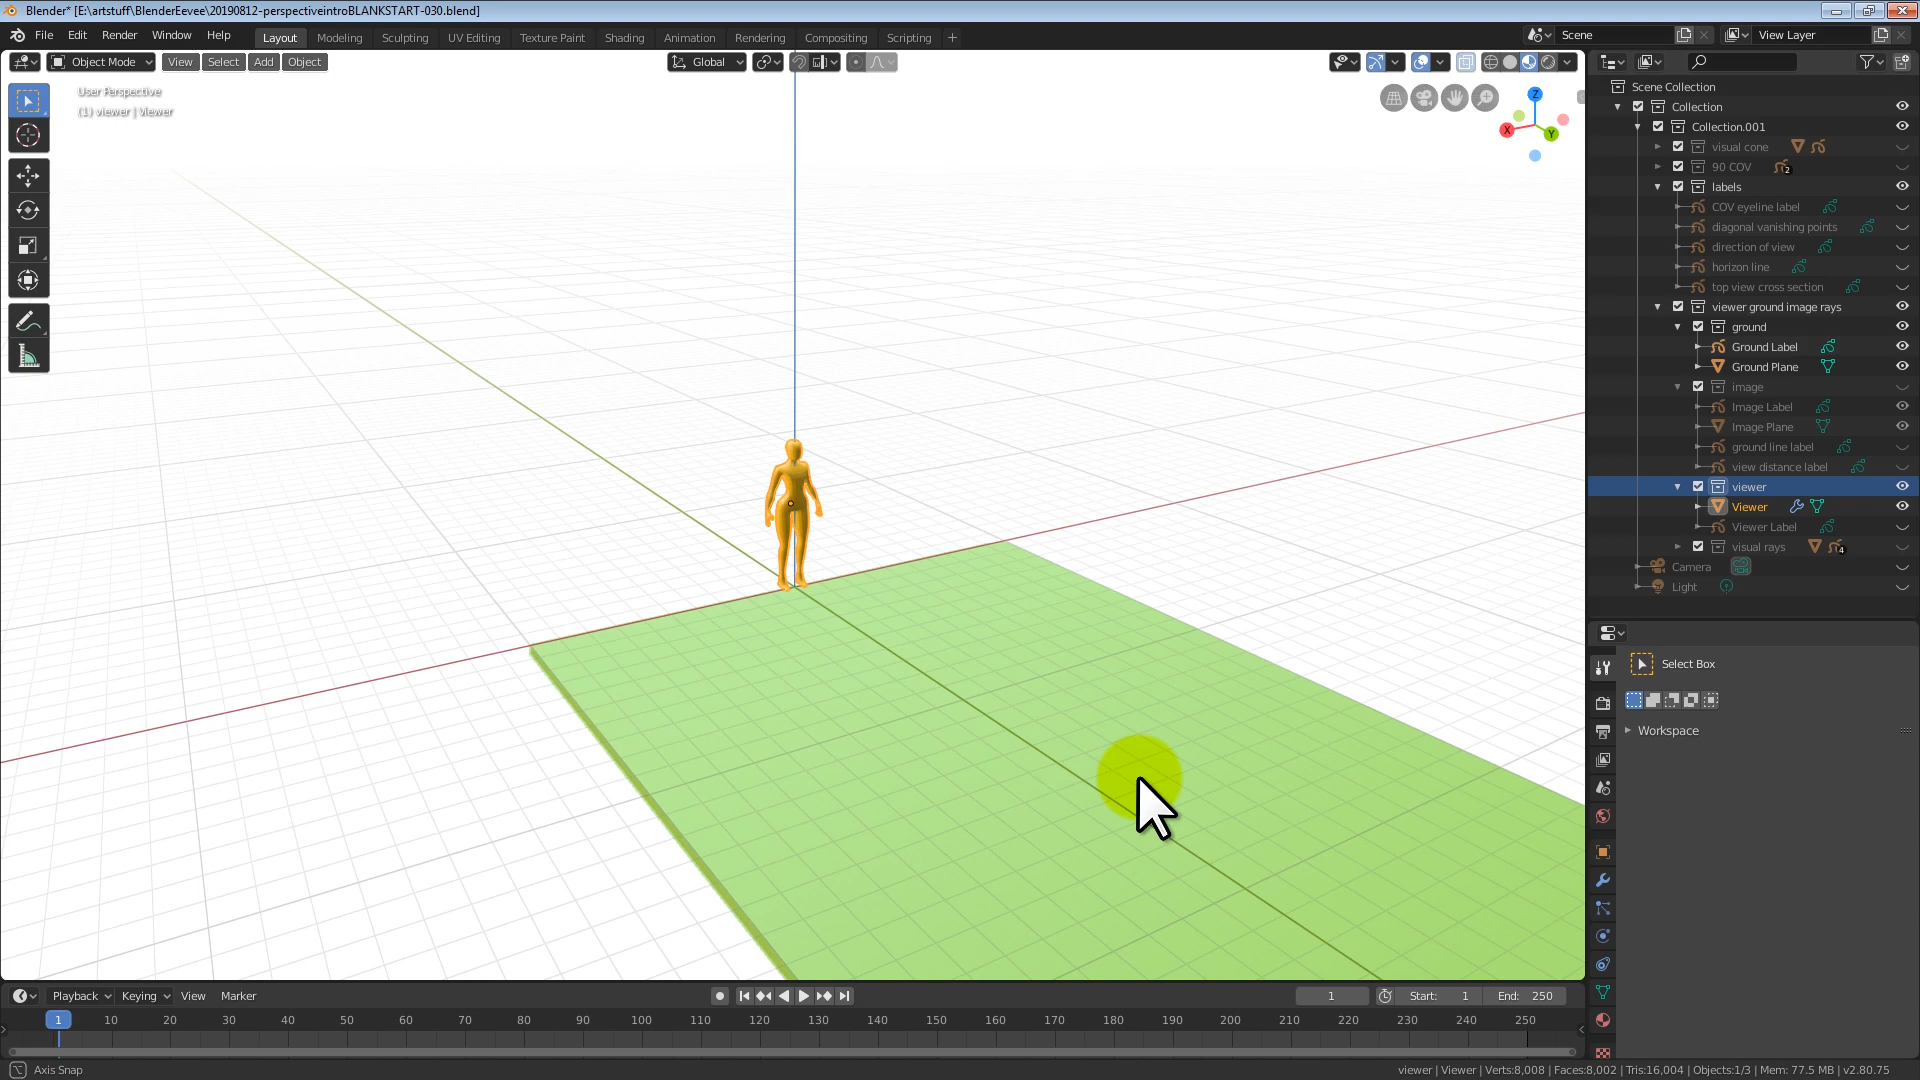 Blender* [E:\artstuff\BlenderEevee\20190812-perspectiveintroBLANKSTART-030.blend]
File Edit Render Window Help Layout Modeling Sculpting UV Editing Texture Paint Shading Animation Rendering Compositing Scripting + Scene View Layer
Object Mode View Select Add Object Global
User Perspective
(1) viewer | Viewer
Z
X
Y
Scene Collection
Collection
Collection.001
visual cone
90 COV 2
labels
COV eyeline label
diagonal vanishing points
direction of view
horizon line
top view cross section
viewer ground image rays
ground
Ground Label
Ground Plane
image
Image Label
Image Plane
ground line label
view distance label
viewer
Viewer
Viewer Label
visual rays 4
Camera
Light
Select Box
Workspace
Playback Keying View Marker 1 Start: 1 End: 250
1 10 20 30 40 50 60 70 80 90 100 110 120 130 140 150 160 170 180 190 200 210 220 230 240 250
Axis Snap
viewer | Viewer | Verts:8,008 | Faces:8,002 | Tris:16,004 | Objects:1/3 | Mem: 77.5 MB | v2.80.75